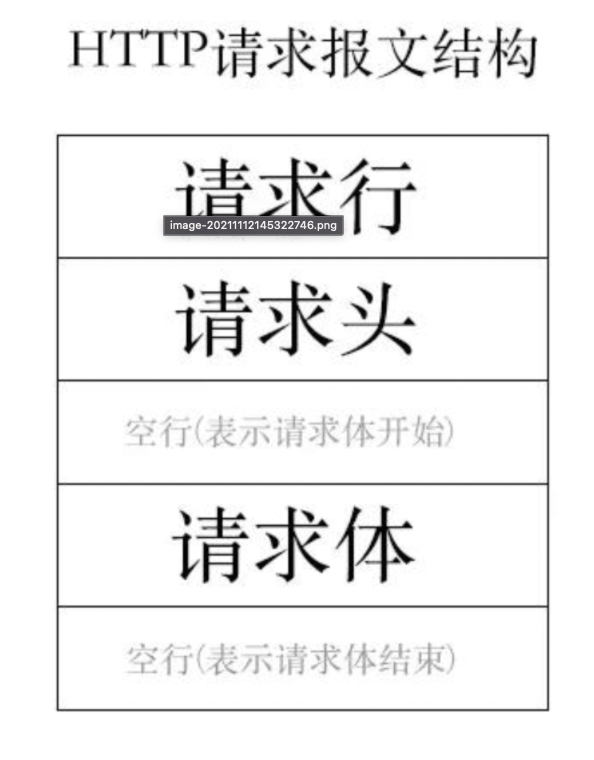 HTTP请求报文结构
请求行
image-20211112145322746.png
请求头
空行(表示请求体开始)
请求体
空行(表示请求体结束)